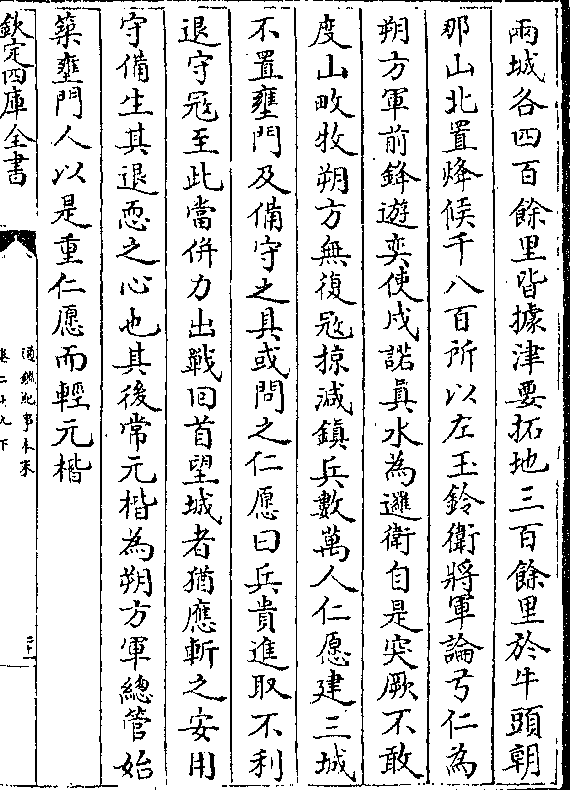 兩城各四百餘里皆據津要拓地三百餘里於牛頭朝
那山北置烽候千八百所以左玉鈐衛將軍論弓仁為
朔方軍前鋒遊奕使戍諾眞水為邏衛自是突厥不敢
度山畋牧朔方無復冦掠減鎮兵數萬人仁愿建三城
不置壅門及備守之具或問之仁愿曰兵貴進取不利
退守冦至此當併力出戰囘首望城者猶應斬之安用
守備生其退恧之心也其後常元楷為朔方軍總管始
築壅門人以是重仁愿而輕元楷
欽定四庫全書
通鑑紀事本末
卷二十九下
三十一